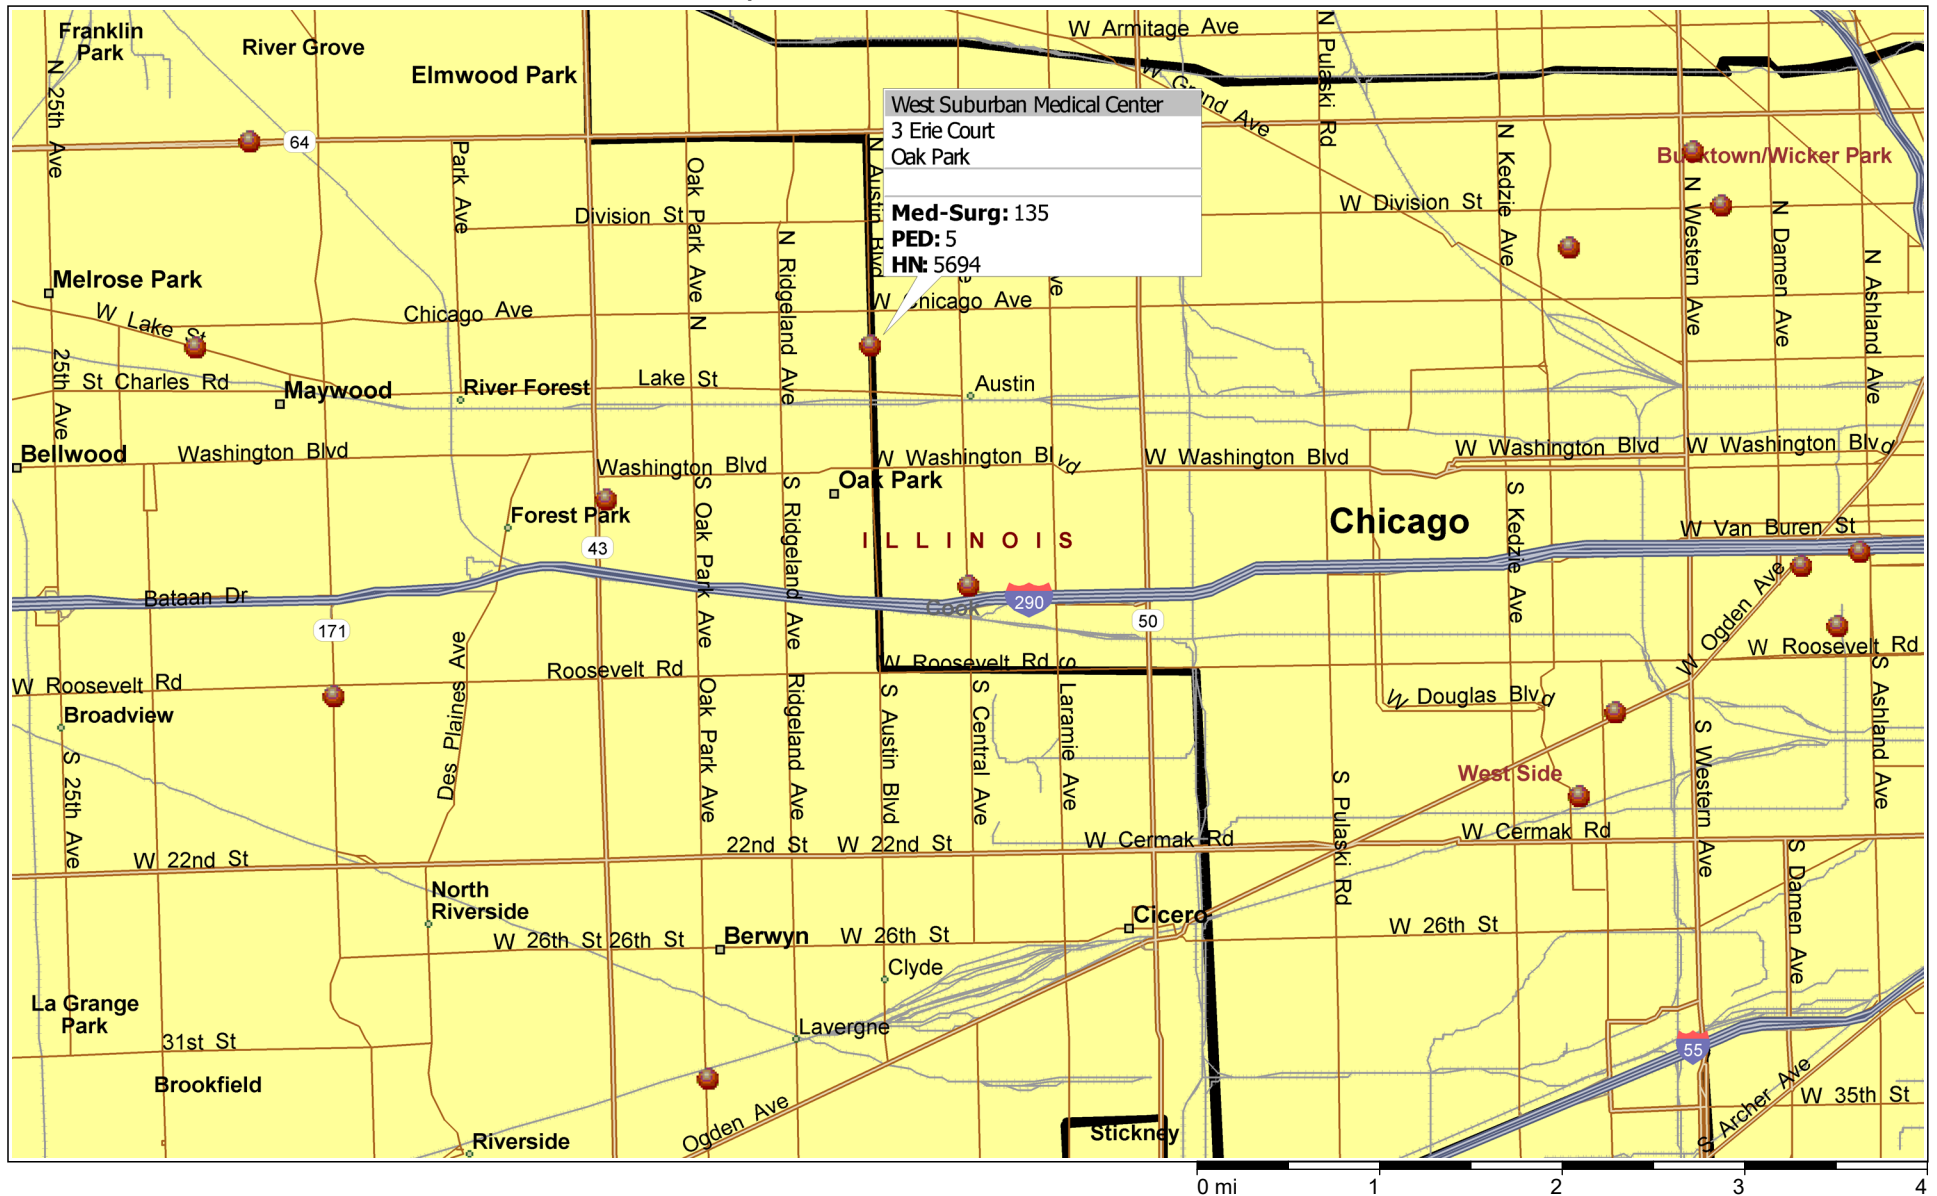 Franklin
Park
River Grove
Elmwood Park
W Armitage Ave
N Pulaski Rd
W Grand Ave
N 25th Ave
64
West Suburban Medical Center
3 Erie Court
Oak Park
Med-Surg: 135
PED: 5
HN: 5694
Park Ave
Oak Park Ave N
N Austin Blvd
N Kedzie Ave
Bucktown/Wicker Park
Division St
W Division St
N Western Ave
N Damen Ave
N Ridgeland Ave
N Ashland Ave
Melrose Park
W Lake St
Chicago Ave
W Chicago Ave
25th Ave
St Charles Rd
Maywood
River Forest
Lake St
Austin
Bellwood
Washington Blvd
Washington Blvd
W Washington Blvd
W Washington Blvd
W Washington Blvd
W Washington Blvd
Oak Park
Forest Park
S Oak Park Ave
S Ridgeland Ave
ILLINOIS
Chicago
S Kedzie Ave
W Van Buren St
43
Bataan Dr
Cook
290
50
171
W Ogden Ave
W Roosevelt Rd
Roosevelt Rd
W Roosevelt Rd
W Roosevelt Rd
Broadview
Des Plaines Ave
Oak Park Ave
Ridgeland Ave
S Austin Blvd
S Central Ave
S Laramie Ave
W Douglas Blvd
S Ashland Ave
S 25th Ave
West Side
S Pulaski Rd
S Western Ave
W 22nd St
22nd St
W 22nd St
W Cermak Rd
W Cermak Rd
S Damen Ave
North
Riverside
Cicero
W 26th St
26th St
Berwyn
W 26th St
W 26th St
Clyde
La Grange
Park
Lavergne
31st St
55
Brookfield
Ogden Ave
S Archer Ave
W 35th St
Riverside
Stickney
0 mi
1
2
3
4